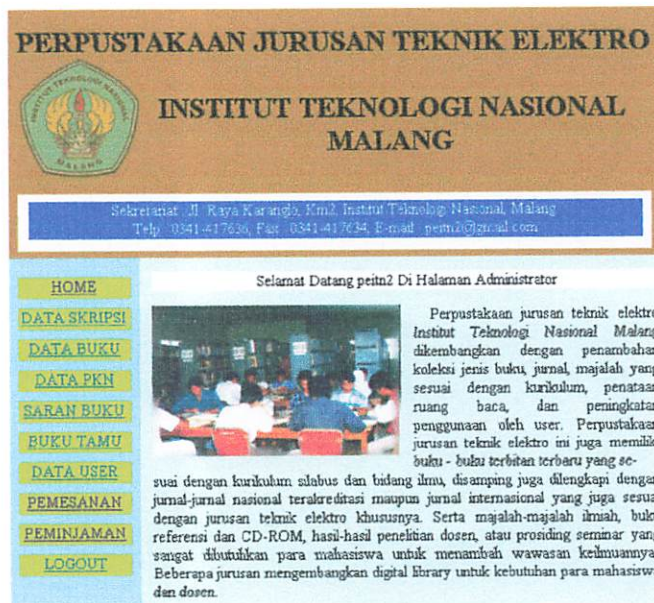 PERPUSTAKAAN JURUSAN TEKNIK ELEKTRO
INSTITUT TEKNOLOGI NASIONAL
MALANG
INSTITUT TEKNOLOGI NASIONAL
MALANG
Sekretariat : Jl. Raya Karanglo, Km2, Institut Teknologi Nasional, Malang
Telp : 0341-417636, Fax : 0341-417634, E-mail : peitn2@gmail.com
HOME
DATA SKRIPSI
DATA BUKU
DATA PKN
SARAN BUKU
BUKU TAMU
DATA USER
PEMESANAN
PEMINJAMAN
LOGOUT
Selamat Datang peitn2 Di Halaman Administrator
Perpustakaan jurusan teknik elektro
Institut Teknologi Nasional Malang
dikembangkan dengan penambahan
koleksi jenis buku, jurnal, majalah yang
sesuai dengan kurikulum, penataan
ruang baca, dan peningkatan
penggunaan oleh user. Perpustakaan
jurusan teknik elektro ini juga memilik
buku - buku terbitan terbaru yang se-
suai dengan kurikulum silabus dan bidang ilmu, disamping juga dilengkapi dengan
jurnal-jurnal nasional terakreditasi maupun jurnal internasional yang juga sesua
dengan jurusan teknik elektro khususnya. Serta majalah-majalah ilmiah, buku
referensi dan CD-ROM, hasil-hasil penelitian dosen, atau prosiding seminar yang
sangat dibutuhkan para mahasiswa untuk menambah wawasan keilmuannya.
Beberapa jurusan mengembangkan digital library untuk kebutuhan para mahasiswa
dan dosen.